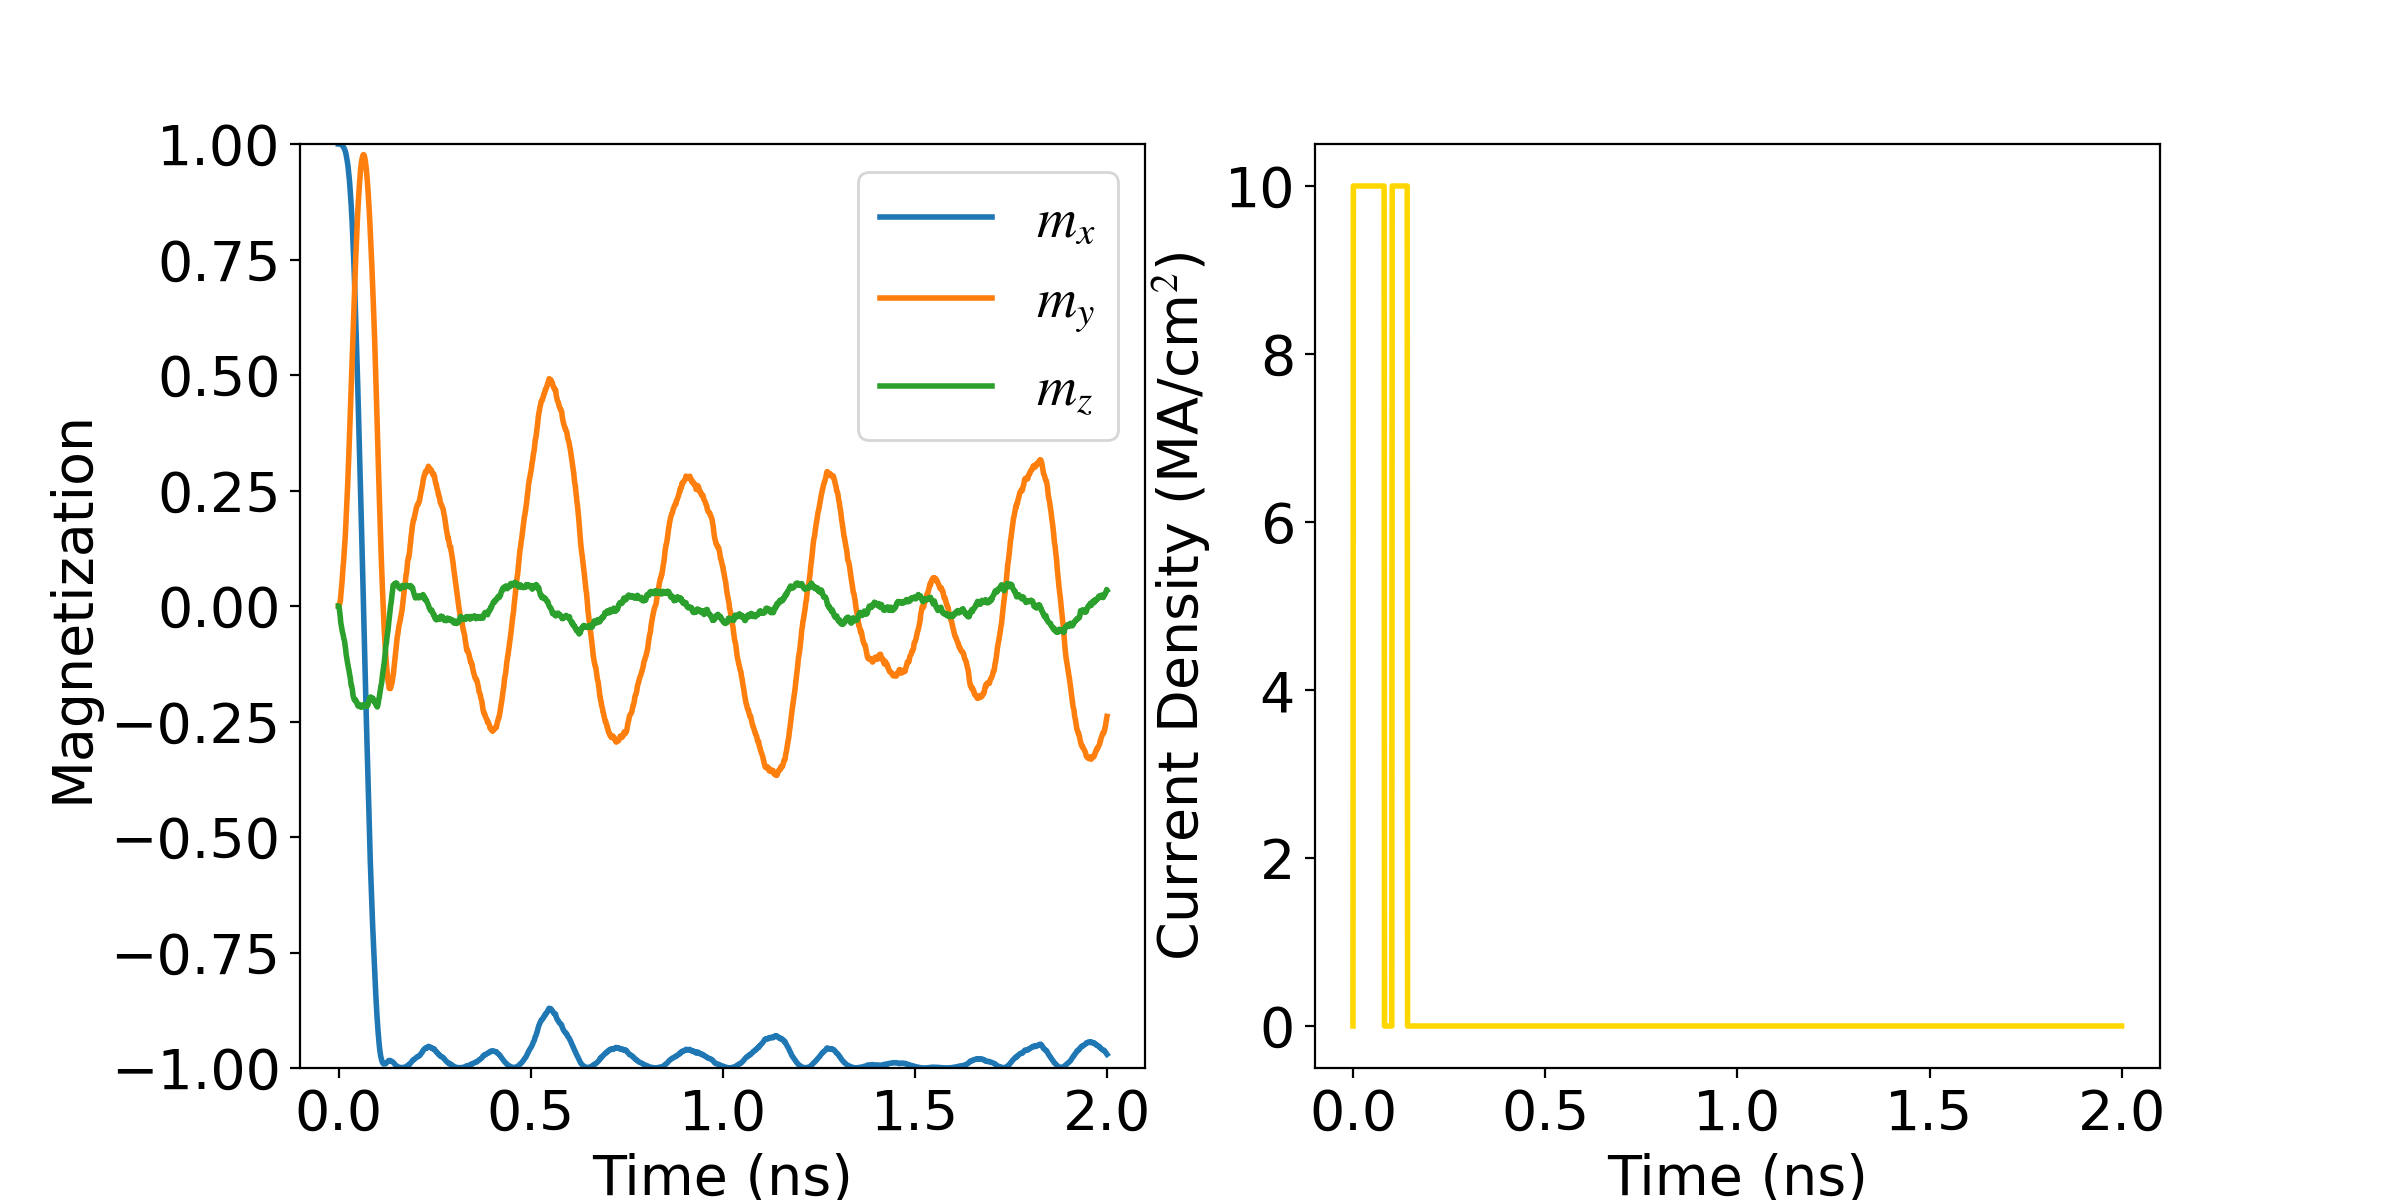 Magnetization
1.00
0.75
0.50
0.25
0.00
−0.25
−0.50
−0.75
−1.00
0.0 0.5 1.0 1.5 2.0
Time (ns)
m_x
m_y
m_z
Current Density (MA/cm²)
10
8
6
4
2
0
0.0 0.5 1.0 1.5 2.0
Time (ns)